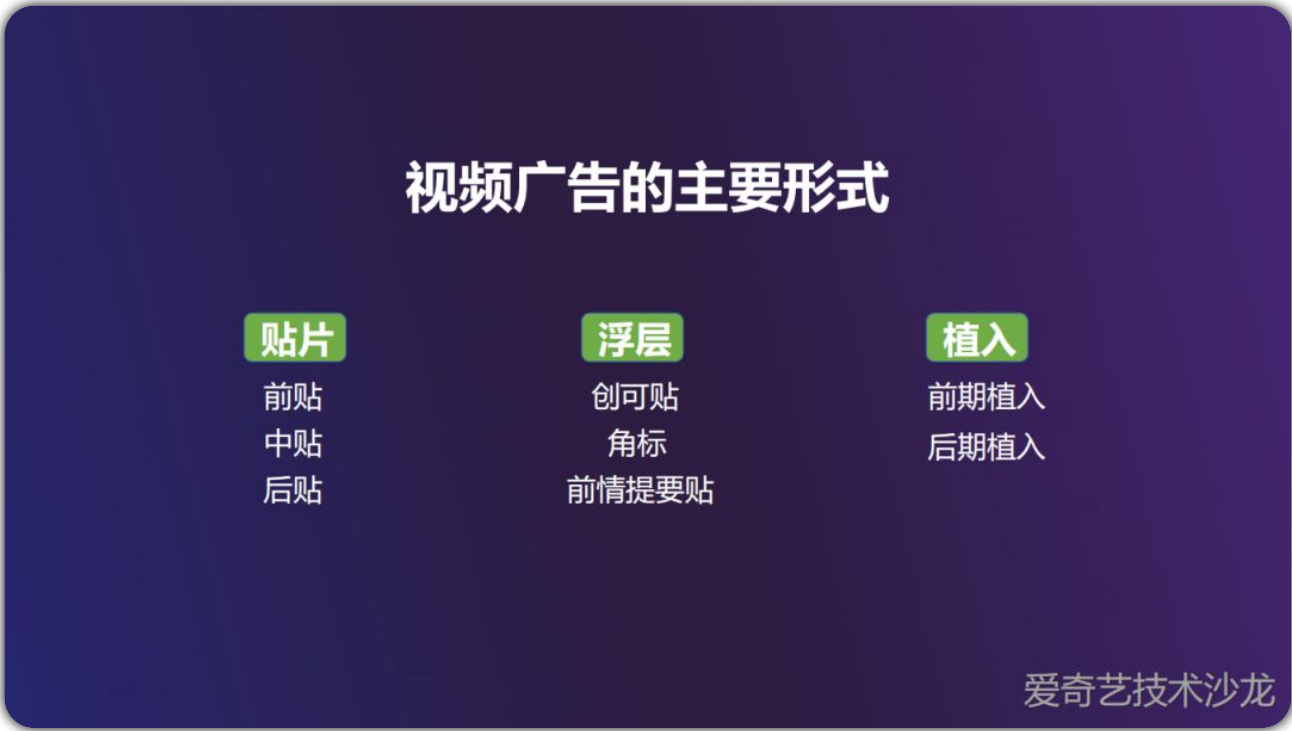 视频广告的主要形式
贴片
前贴
中贴
后贴
浮层
创可贴
角标
前情提要贴
植入
前期植入
后期植入
爱奇艺技术沙龙